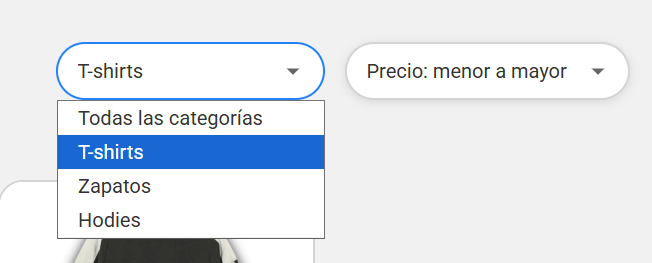 T-shirts
Precio: menor a mayor
Todas las categorías
T-shirts
Zapatos
Hodies